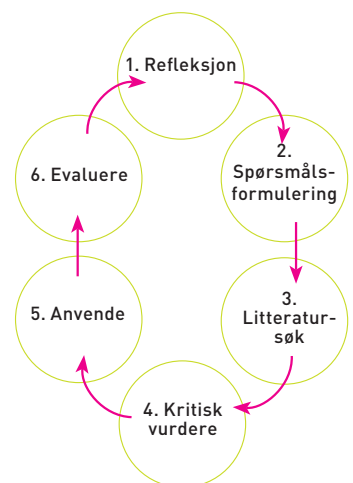 1. Refleksjon
2.
Spørsmåls-
formulering
3.
Litteratur-
søk
4. Kritisk
vurdere
5. Anvende
6. Evaluere